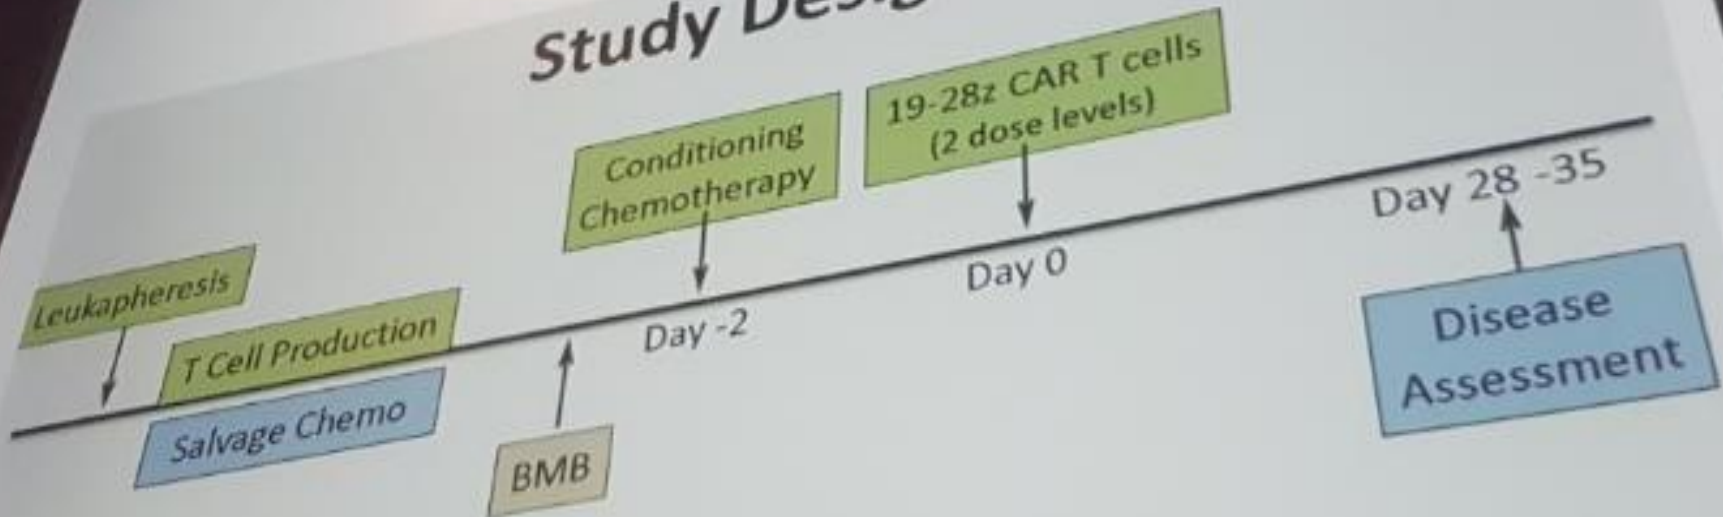 Study
19-28z CAR T cells
(2 dose levels)
Conditioning
Chemotherapy
Day 28 -35
Day 0
Leukapheresis
T Cell Production
Day -2
Disease
Assessment
Salvage Chemo
BMB